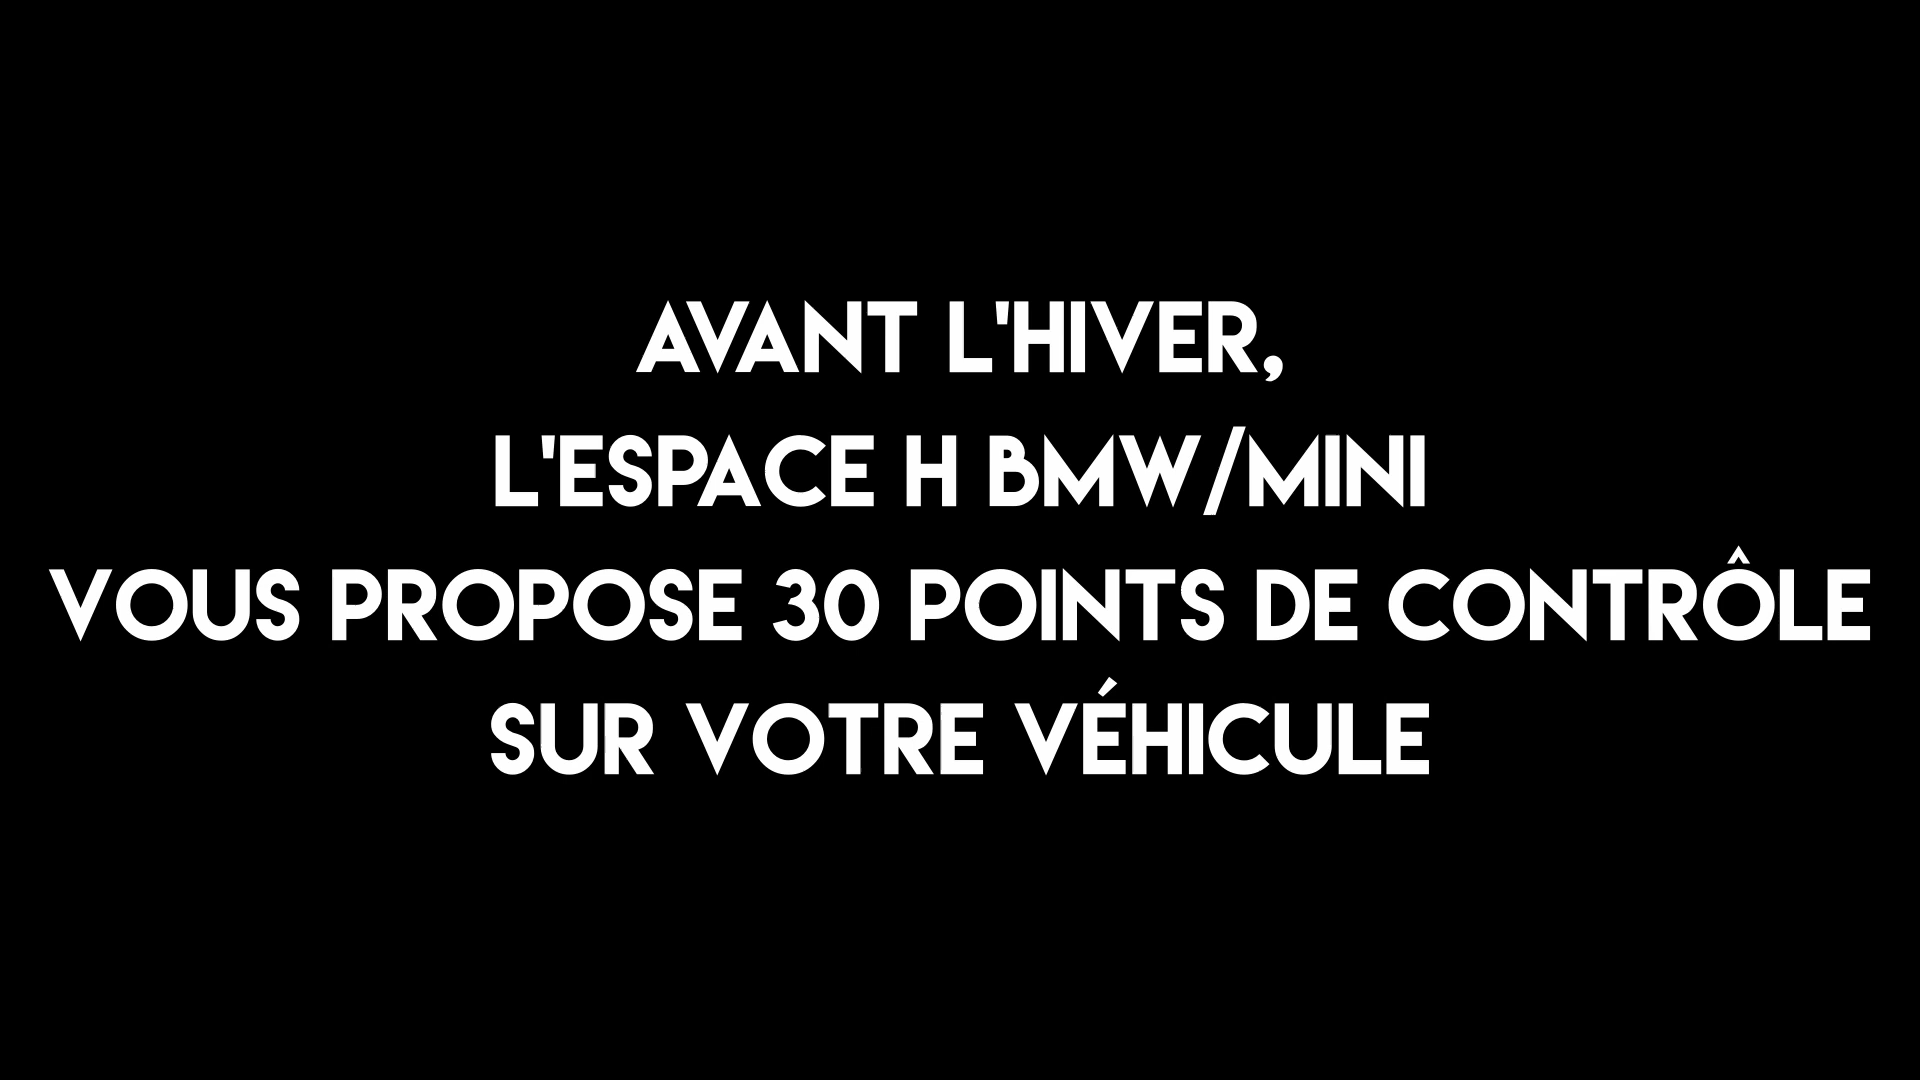 AVANT L'HIVER,
L'ESPACE H BMW/MINI
VOUS PROPOSE 30 POINTS DE CONTRÔLE
SUR VOTRE VÉHICULE